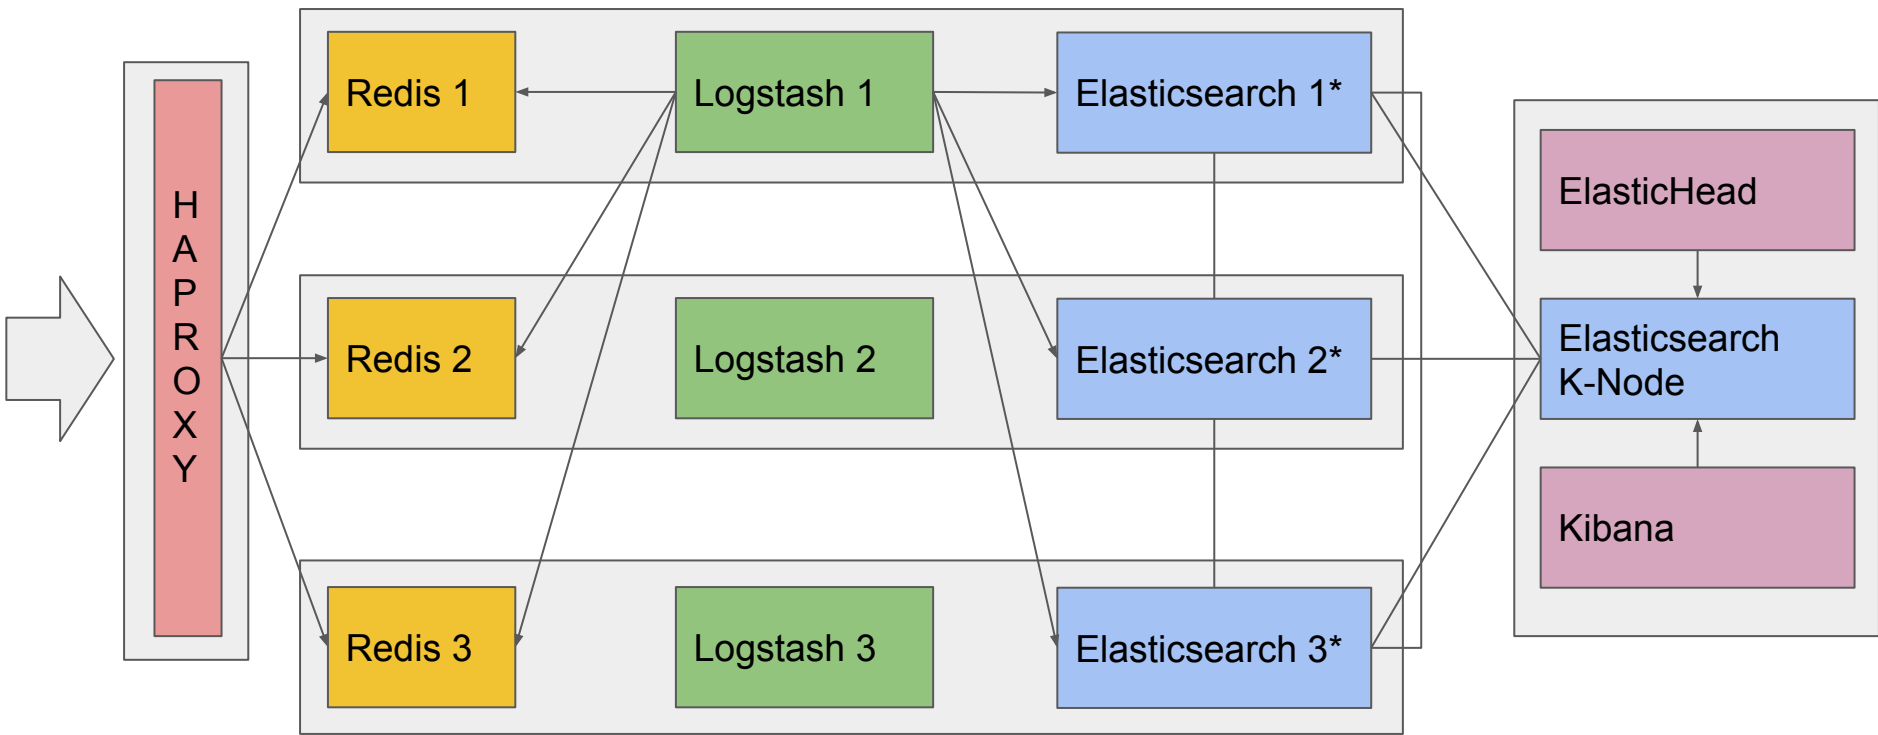 HAPROXY
Redis 1
Logstash 1
Elasticsearch 1*
Redis 2
Logstash 2
Elasticsearch 2*
Redis 3
Logstash 3
Elasticsearch 3*
ElasticHead
Elasticsearch
K-Node
Kibana